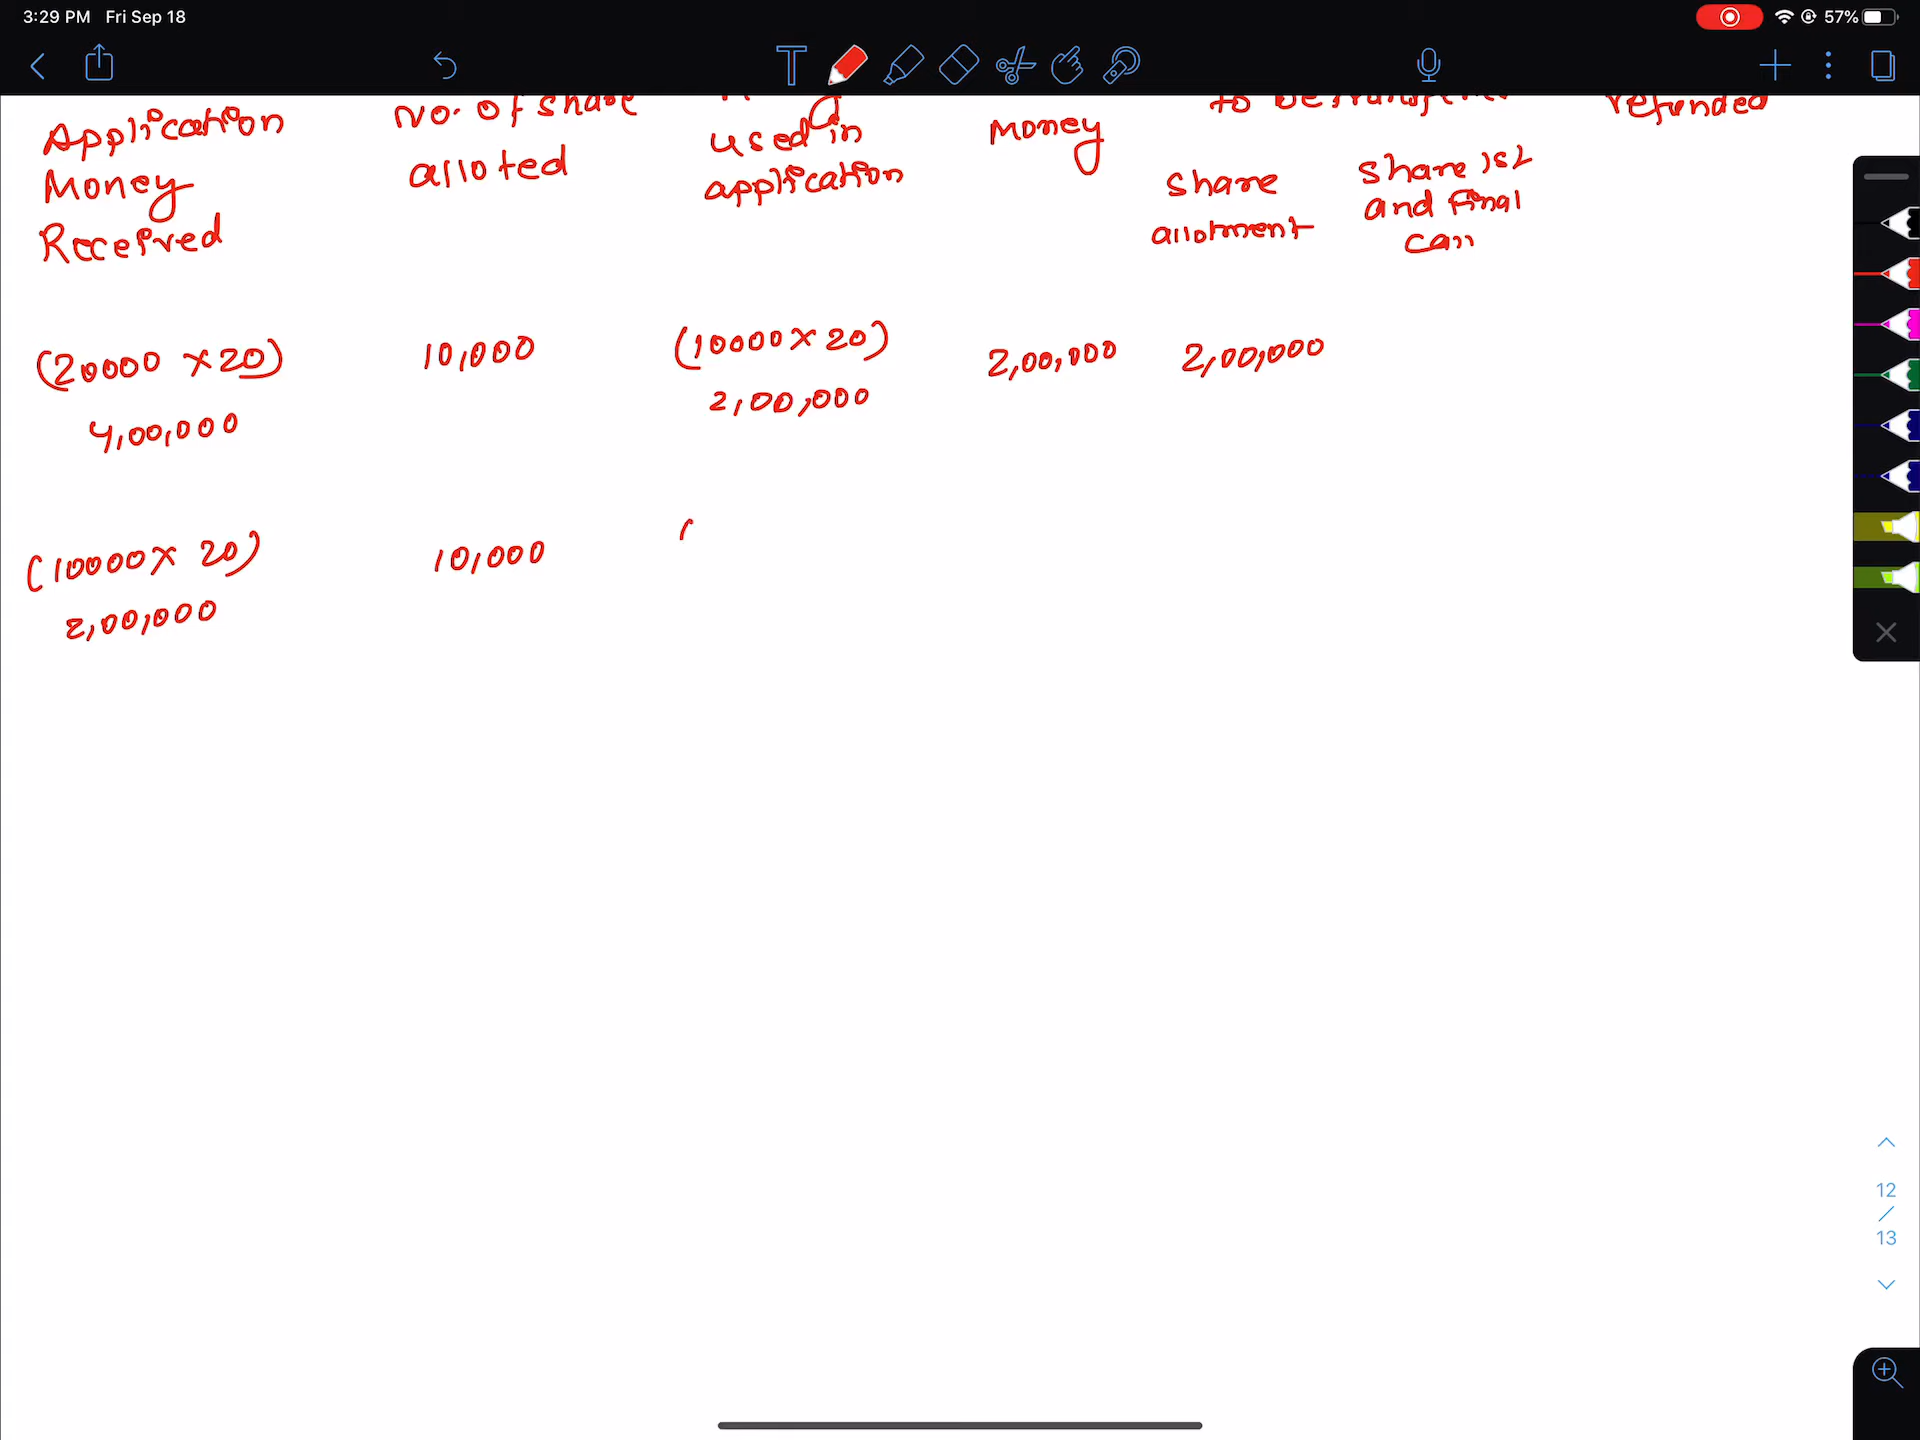 3:29 PM Fri Sep 18
57%
No. of share
to be
refunded
Application
Money
Received
alloted
used in
application
Money
share
allotment
share 1st
and final
call
(20000 × 20)
4,00,000
10,000
(10000 × 20)
2,00,000
2,00,000
2,00,000
(10000 × 20)
2,00,000
10,000
(
12
/
13